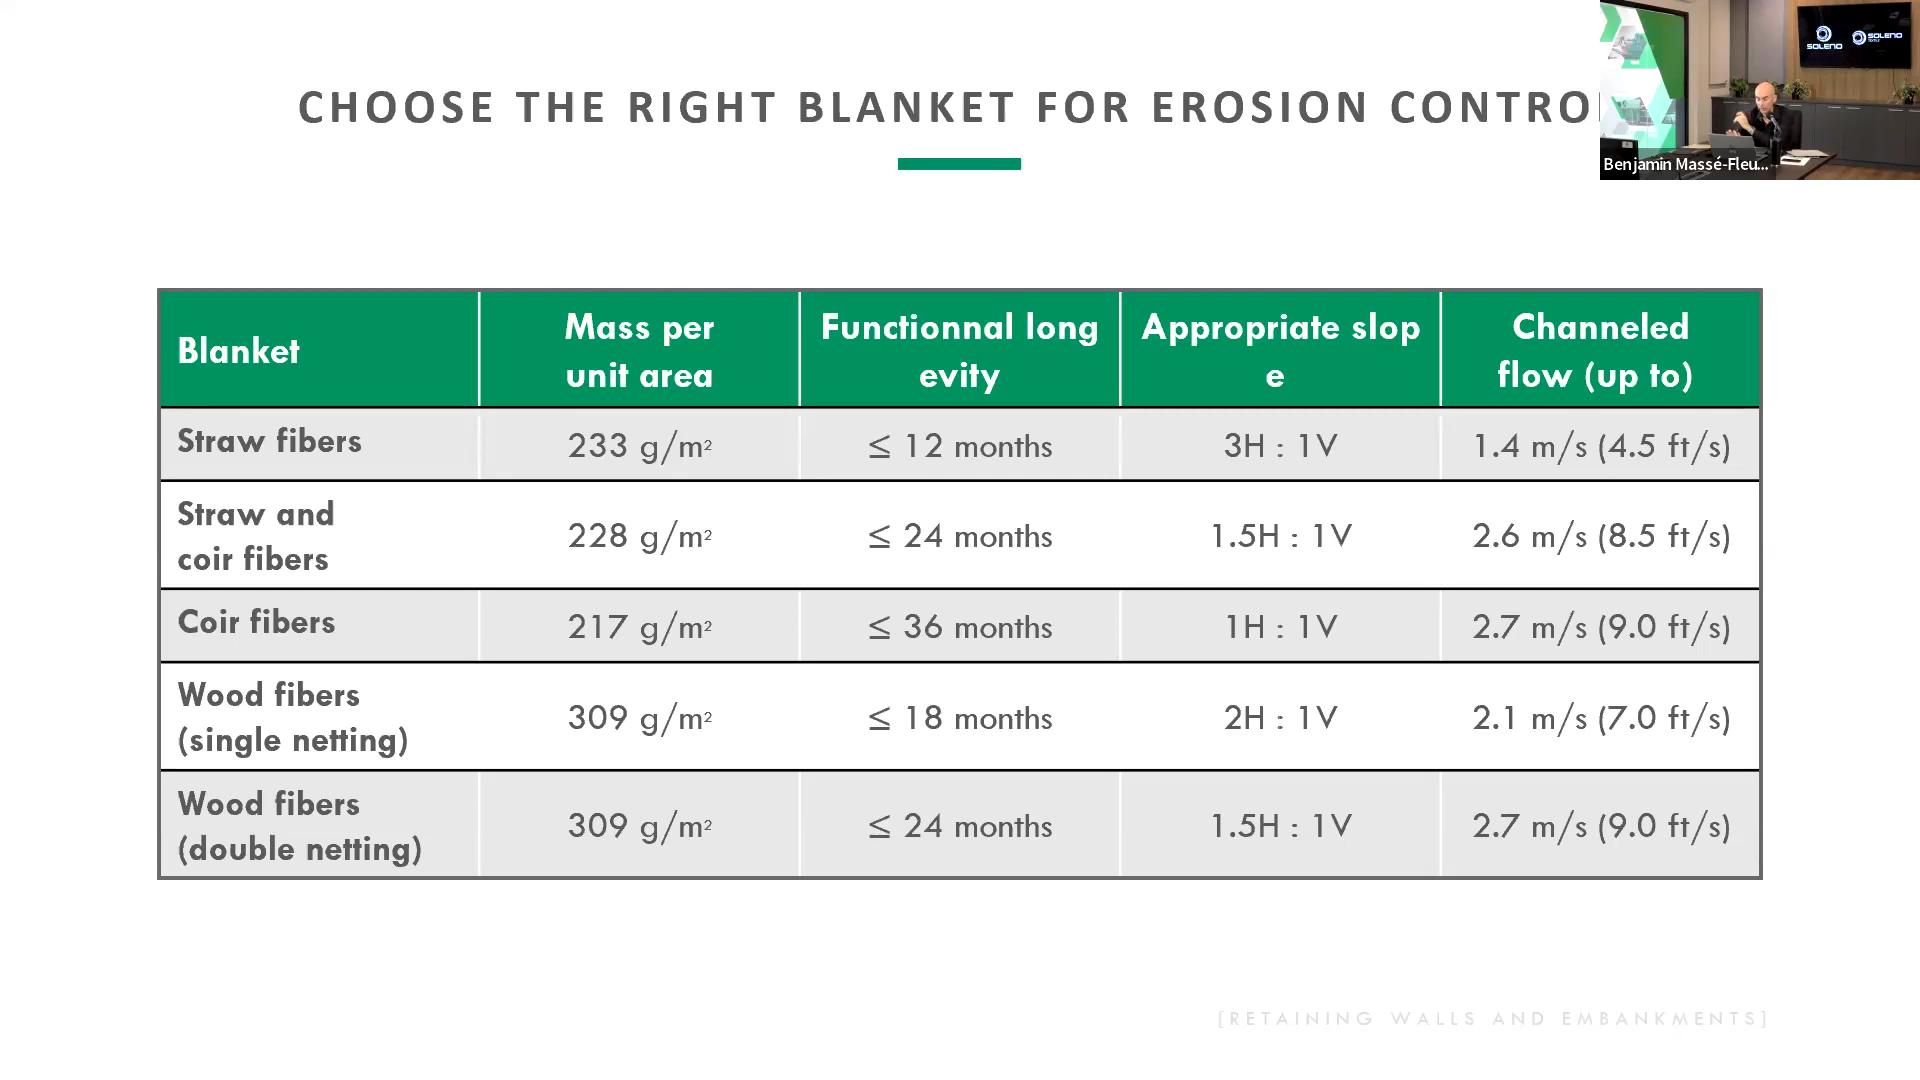 CHOOSE THE RIGHT BLANKET FOR EROSION CONTRO
SOLENO
SOLENO
Benjamin Massé-Fleu...
Blanket
Mass per
unit area
Functionnal long
evity
Appropriate slop
e
Channeled
flow (up to)
Straw fibers
233 g/m²
≤ 12 months
3H : 1V
1.4 m/s (4.5 ft/s)
Straw and
coir fibers
228 g/m²
≤ 24 months
1.5H : 1V
2.6 m/s (8.5 ft/s)
Coir fibers
217 g/m²
≤ 36 months
1H : 1V
2.7 m/s (9.0 ft/s)
Wood fibers
(single netting)
309 g/m²
≤ 18 months
2H : 1V
2.1 m/s (7.0 ft/s)
Wood fibers
(double netting)
309 g/m²
≤ 24 months
1.5H : 1V
2.7 m/s (9.0 ft/s)
[RETAINING WALLS AND EMBANKMENTS]